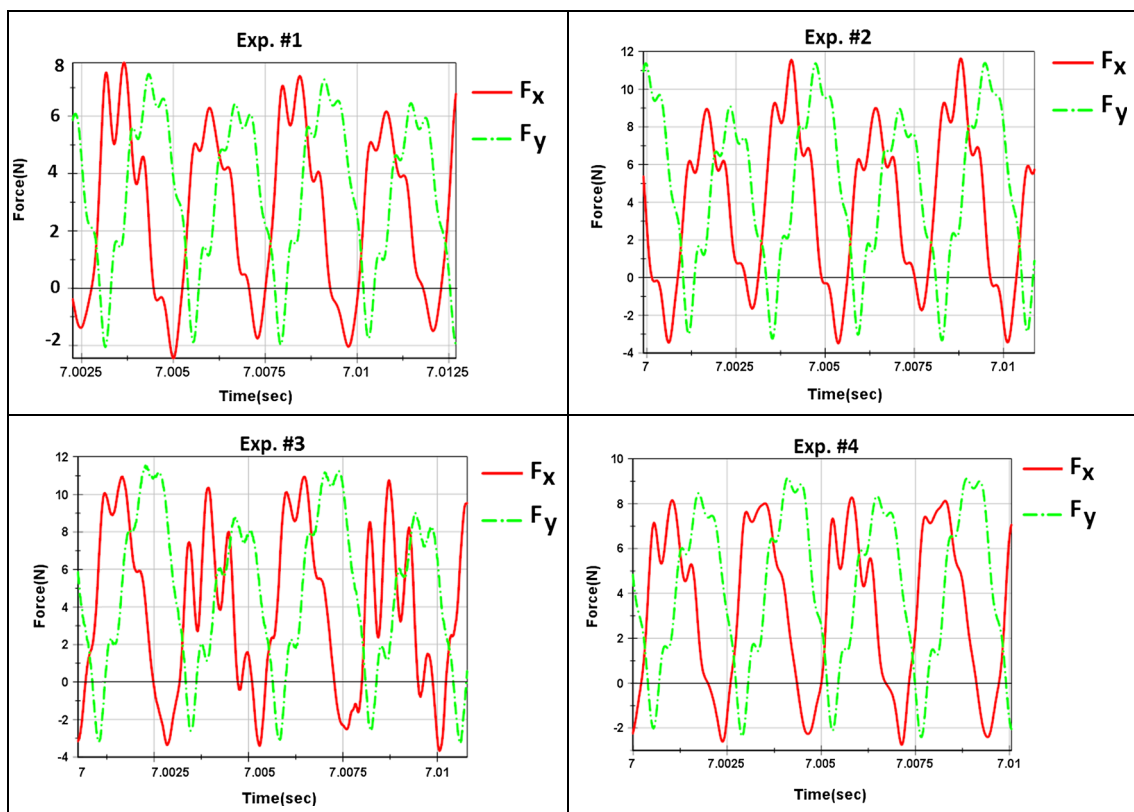 Exp. #1
8
6
4
2
0
-2
Force(N)
7.0025 7.005 7.0075 7.01 7.0125
Time(sec)
Fx
Fy
Exp. #2
12
10
8
6
4
2
0
-2
-4
Force(N)
7 7.0025 7.005 7.0075 7.01
Time(sec)
Fx
Fy
Exp. #3
12
10
8
6
4
2
0
-2
-4
Force(N)
7 7.0025 7.005 7.0075 7.01
Time(sec)
Fx
Fy
Exp. #4
10
8
6
4
2
0
-2
Force(N)
7 7.0025 7.005 7.0075 7.01
Time(sec)
Fx
Fy